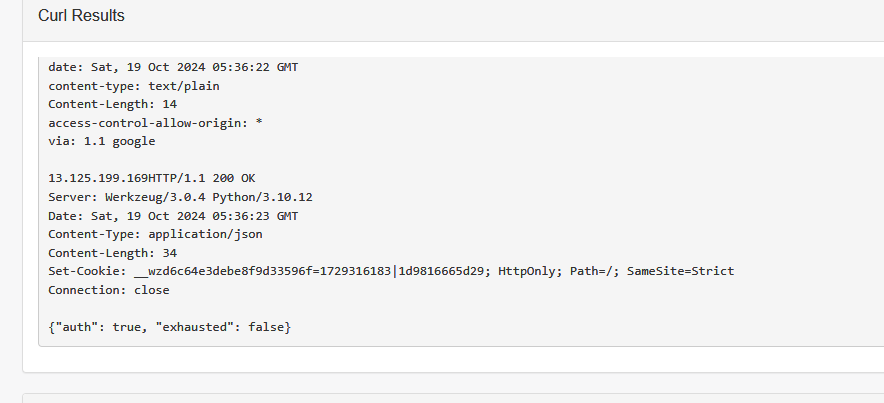 Curl Results
date: Sat, 19 Oct 2024 05:36:22 GMT
content-type: text/plain
Content-Length: 14
access-control-allow-origin: *
via: 1.1 google
13.125.199.169HTTP/1.1 200 OK
Server: Werkzeug/3.0.4 Python/3.10.12
Date: Sat, 19 Oct 2024 05:36:23 GMT
Content-Type: application/json
Content-Length: 34
Set-Cookie: __wzd6c64e3debe8f9d33596f=1729316183|1d9816665d29; HttpOnly; Path=/; SameSite=Strict
Connection: close
{"auth": true, "exhausted": false}